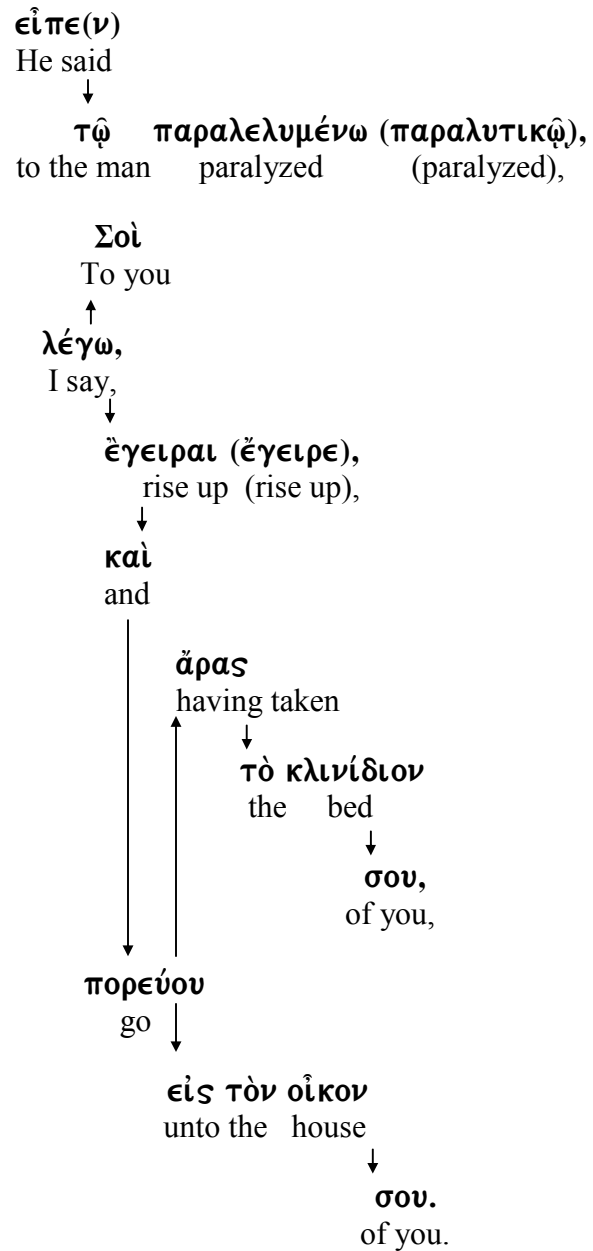 εἶπε(ν)
He said
τῷ παραλελυμένω (παραλυτικῷ),
to the man paralyzed (paralyzed),
Σοὶ
To you
λέγω,
I say,
ἒγειραι (ἔγειρε),
rise up (rise up),
καὶ
and
ἄρας
having taken
τὸ κλινίδιον
the bed
σου,
of you,
πορεύου
go
εἰς τὸν οἶκον
unto the house
σου.
of you.